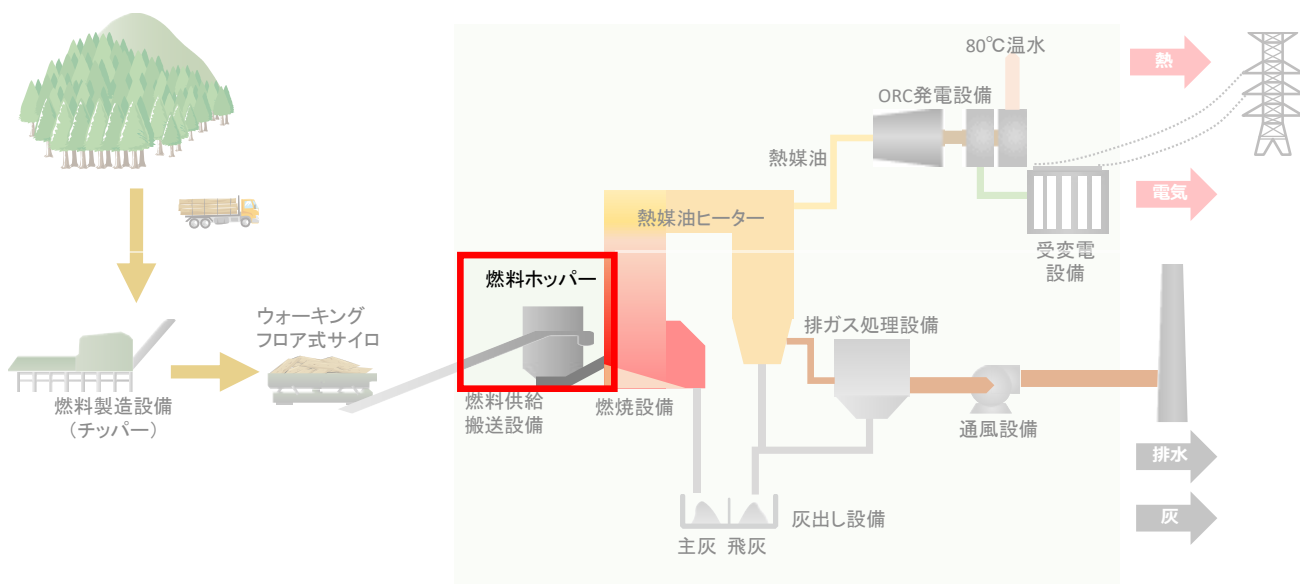 80℃温水
熱
ORC発電設備
熱媒油
電気
熱媒油ヒーター
受変電
設備
燃料ホッパー
ウォーキング
フロア式サイロ
排ガス処理設備
燃料製造設備
（チッパー）
燃料供給
搬送設備
燃焼設備
通風設備
排水
灰出し設備
灰
主灰 飛灰